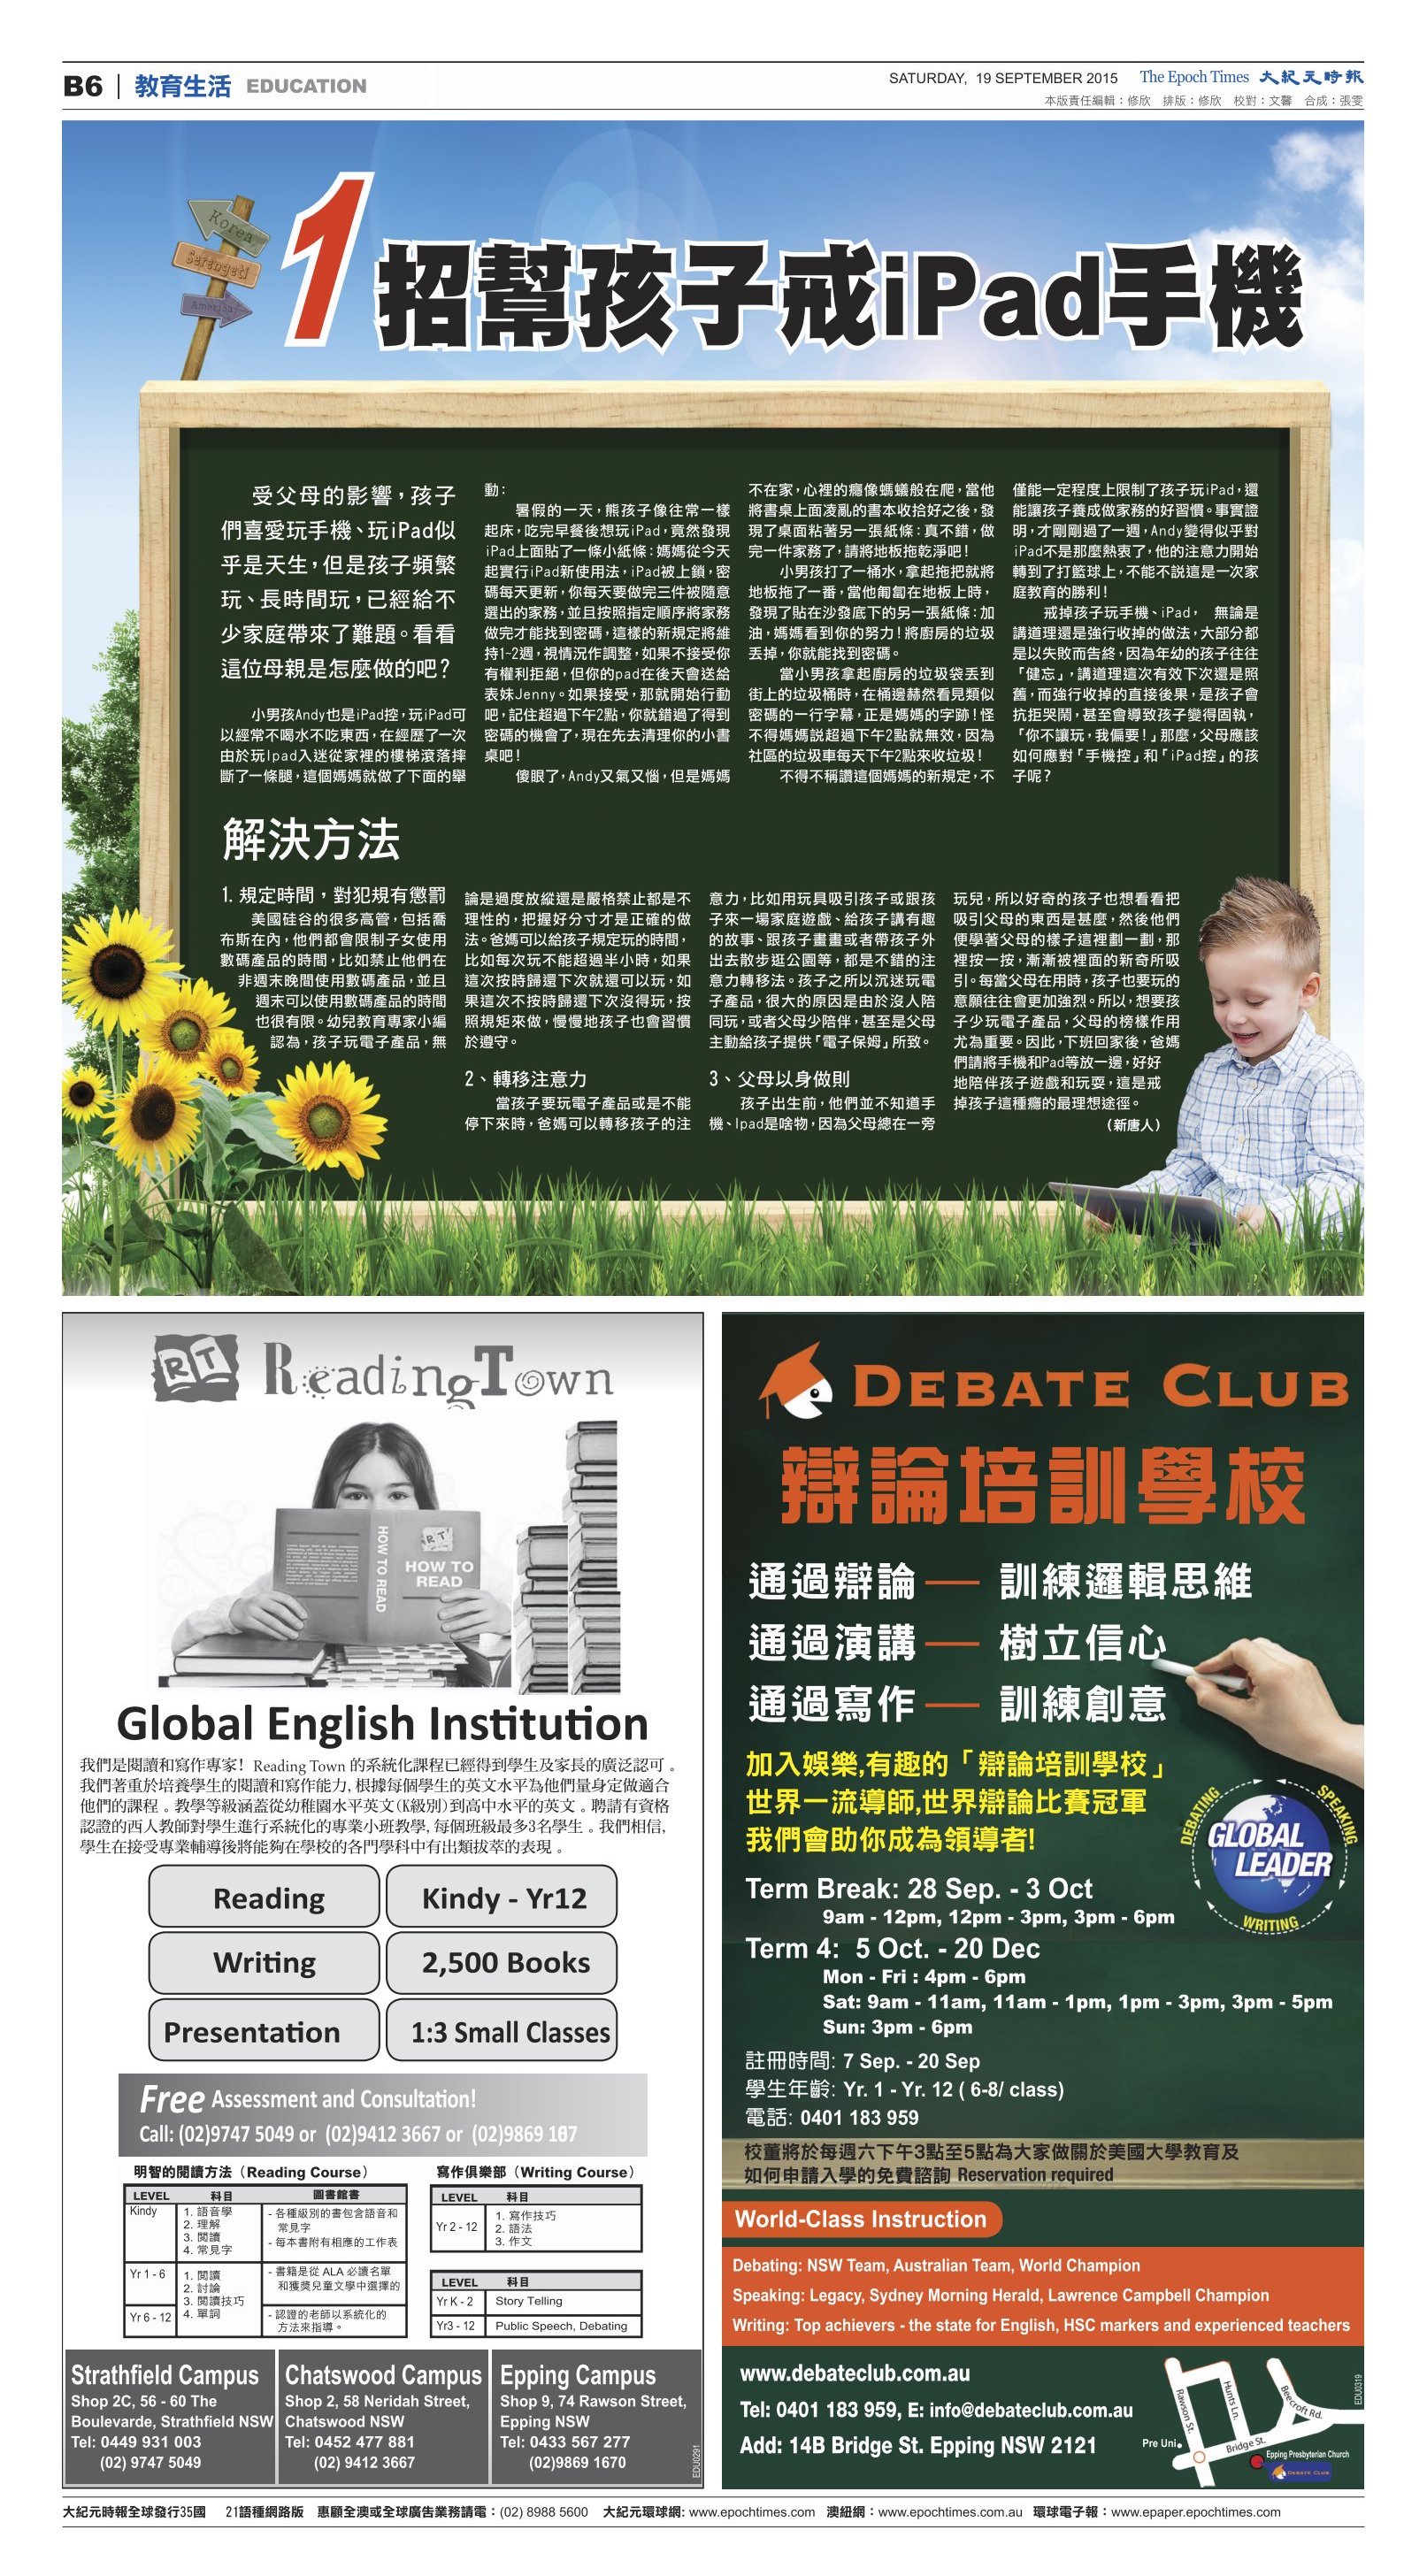 B6 | 教育生活 EDUCATION
SATURDAY, 19 SEPTEMBER 2015 The Epoch Times 大紀元時報
本版責任編輯：修欣 排版：修欣 校對：文馨 合成：張雯
Korea
Serengeti
America
1招幫孩子戒iPad手機
受父母的影響，孩子
們喜愛玩手機、玩iPad似
乎是天生，但是孩子頻繁
玩、長時間玩，已經給不
少家庭帶來了難題。看看
這位母親是怎麼做的吧？
小男孩Andy也是iPad控，玩iPad可
以經常不喝水不吃東西，在經歷了一次
由於玩Ipad入迷從家裡的樓梯滾落摔
斷了一條腿，這個媽媽就做了下面的舉
動：
暑假的一天，熊孩子像往常一樣
起床，吃完早餐後想玩iPad，竟然發現
iPad上面貼了一條小紙條：媽媽從今天
起實行iPad新使用法，iPad被上鎖，密
碼每天更新，你每天要做完三件被隨意
選出的家務，並且按照指定順序將家務
做完才能找到密碼，這樣的新規定將維
持1~2週，視情況作調整，如果不接受你
有權利拒絕，但你的pad在後天會送給
表妹Jenny。如果接受，那就開始行動
吧，記住超過下午2點，你就錯過了得到
密碼的機會了，現在先去清理你的小書
桌吧！
傻眼了，Andy又氣又惱，但是媽媽
不在家，心裡的癮像螞蟻般在爬，當他
將書桌上面凌亂的書本收拾好之後，發
現了桌面粘著另一張紙條：真不錯，做
完一件家務了，請將地板拖乾淨吧！
小男孩打了一桶水，拿起拖把就將
地板拖了一番，當他匍匐在地板上時，
發現了貼在沙發底下的另一張紙條：加
油，媽媽看到你的努力！將廚房的垃圾
丟掉，你就能找到密碼。
當小男孩拿起廚房的垃圾袋丟到
街上的垃圾桶時，在桶邊赫然看見類似
密碼的一行字幕，正是媽媽的字跡！怪
不得媽媽說超過下午2點就無效，因為
社區的垃圾車每天下午2點來收垃圾！
不得不稱讚這個媽媽的新規定，不
僅能一定程度上限制了孩子玩iPad，還
能讓孩子養成做家務的好習慣。事實證
明，才剛剛過了一週，Andy變得似乎對
iPad不是那麼熱衷了，他的注意力開始
轉到了打籃球上，不能不説這是一次家
庭教育的勝利！
戒掉孩子玩手機、iPad， 無論是
講道理還是強行收掉的做法，大部分都
是以失敗而告終，因為年幼的孩子往往
「健忘」，講道理這次有效下次還是照
舊，而強行收掉的直接後果，是孩子會
抗拒哭鬧，甚至會導致孩子變得固執，
「你不讓玩，我偏要！」那麼，父母應該
如何應對「手機控」和「iPad控」的孩
子呢？
解決方法
1. 規定時間，對犯規有懲罰
美國硅谷的很多高管，包括喬
布斯在內，他們都會限制子女使用
數碼產品的時間，比如禁止他們在
非週末晚間使用數碼產品，並且
週末可以使用數碼產品的時間
也很有限。幼兒教育專家小編
認為，孩子玩電子產品，無
論是過度放縱還是嚴格禁止都是不
理性的，把握好分寸才是正確的做
法。爸媽可以給孩子規定玩的時間，
比如每次玩不能超過半小時，如果
這次按時歸還下次就還可以玩，如
果這次不按時歸還下次沒得玩，按
照規矩來做，慢慢地孩子也會習慣
於遵守。
2、轉移注意力
當孩子要玩電子產品或是不能
停下來時，爸媽可以轉移孩子的注
意力，比如用玩具吸引孩子或跟孩
子來一場家庭遊戲、給孩子講有趣
的故事、跟孩子畫畫或者帶孩子外
出去散步逛公園等，都是不錯的注
意力轉移法。孩子之所以沉迷玩電
子產品，很大的原因是由於沒人陪
同玩，或者父母少陪伴，甚至是父母
主動給孩子提供「電子保姆」所致。
3、父母以身做則
孩子出生前，他們並不知道手
機、Ipad是啥物，因為父母總在一旁
玩兒，所以好奇的孩子也想看看把
吸引父母的東西是甚麼，然後他們
便學著父母的樣子這裡劃一劃，那
裡按一按，漸漸被裡面的新奇所吸
引。每當父母在用時，孩子也要玩的
意願往往會更加強烈。所以，想要孩
子少玩電子產品，父母的榜樣作用
尤為重要。因此，下班回家後，爸媽
們請將手機和Pad等放一邊，好好
地陪伴孩子遊戲和玩耍，這是戒
掉孩子這種癮的最理想途徑。
（新唐人）
RT ReadingTown
HOW TO READ
RT
HOW TO
READ
Global English Institution
我們是閱讀和寫作專家！Reading Town 的系統化課程已經得到學生及家長的廣泛認可。
我們著重於培養學生的閱讀和寫作能力，根據每個學生的英文水平為他們量身定做適合
他們的課程。教學等級涵蓋從幼稚園水平英文(K級別)到高中水平的英文。聘請有資格
認證的西人教師對學生進行系統化的專業小班教學，每個班級最多3名學生。我們相信，
學生在接受專業輔導後將能夠在學校的各門學科中有出類拔萃的表現。
Reading
Kindy - Yr12
Writing
2,500 Books
Presentation
1:3 Small Classes
Free Assessment and Consultation!
Call: (02)9747 5049 or (02)9412 3667 or (02)9869 167
明智的閱讀方法（Reading Course）
LEVEL 科目 圖書館書
Kindy
1. 語音學
2. 理解
3. 閱讀
4. 常見字
- 各種級別的書包含語音和
常見字
- 每本書附有相應的工作表
Yr 1 - 6
Yr 6 - 12
1. 閱讀
2. 討論
3. 閱讀技巧
4. 單詞
- 書籍是從 ALA 必讀名單
和獲獎兒童文學中選擇的
- 認證的老師以系統化的
方法來指導。
寫作俱樂部（Writing Course）
LEVEL 科目
Yr 2 - 12
1. 寫作技巧
2. 語法
3. 作文
LEVEL 科目
Yr K - 2 Story Telling
Yr3 - 12 Public Speech, Debating
Strathfield Campus
Shop 2C, 56 - 60 The
Boulevarde, Strathfield NSW
Tel: 0449 931 003
(02) 9747 5049
Chatswood Campus
Shop 2, 58 Neridah Street,
Chatswood NSW
Tel: 0452 477 881
(02) 9412 3667
Epping Campus
Shop 9, 74 Rawson Street,
Epping NSW
Tel: 0433 567 277
(02)9869 1670
EDU0291
DEBATE CLUB
辯論培訓學校
通過辯論— 訓練邏輯思維
通過演講— 樹立信心
通過寫作— 訓練創意
加入娛樂,有趣的「辯論培訓學校」
世界一流導師,世界辯論比賽冠軍
我們會助你成為領導者!
DEBATING
SPEAKING
GLOBAL
LEADER
WRITING
Term Break: 28 Sep. - 3 Oct
9am - 12pm, 12pm - 3pm, 3pm - 6pm
Term 4: 5 Oct. - 20 Dec
Mon - Fri : 4pm - 6pm
Sat: 9am - 11am, 11am - 1pm, 1pm - 3pm, 3pm - 5pm
Sun: 3pm - 6pm
註冊時間: 7 Sep. - 20 Sep
學生年齡: Yr. 1 - Yr. 12 ( 6-8/ class)
電話: 0401 183 959
校董將於每週六下午3點至5點為大家做關於美國大學教育及
如何申請入學的免費諮詢 Reservation required
World-Class Instruction
Debating: NSW Team, Australian Team, World Champion
Speaking: Legacy, Sydney Morning Herald, Lawrence Campbell Champion
Writing: Top achievers - the state for English, HSC markers and experienced teachers
www.debateclub.com.au
Tel: 0401 183 959, E: info@debateclub.com.au
Add: 14B Bridge St. Epping NSW 2121
Rawson St.
Hunts Ln.
Beecroft Rd.
Bridge St.
Pre Uni
Epping Presbyterian Church
DEBATE CLUB
EDU0319
大紀元時報全球發行35國 21語種網路版 惠顧全澳或全球廣告業務請電：(02) 8988 5600 大紀元環球網: www.epochtimes.com 澳紐網：www.epochtimes.com.au 環球電子報：www.epaper.epochtimes.com